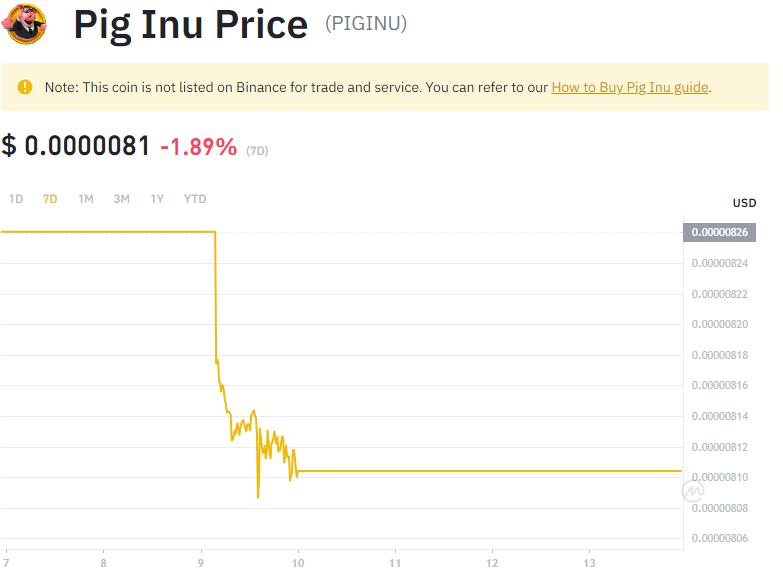 Pig Inu Price (PIGINU)
Note: This coin is not listed on Binance for trade and service. You can refer to our How to Buy Pig Inu guide.
$ 0.0000081 -1.89% (7D)
1D 7D 1M 3M 1Y YTD
USD
0.00000826
0.00000824
0.00000822
0.00000820
0.00000818
0.00000816
0.00000814
0.00000812
0.00000810
0.00000808
0.00000806
7 8 9 10 11 12 13